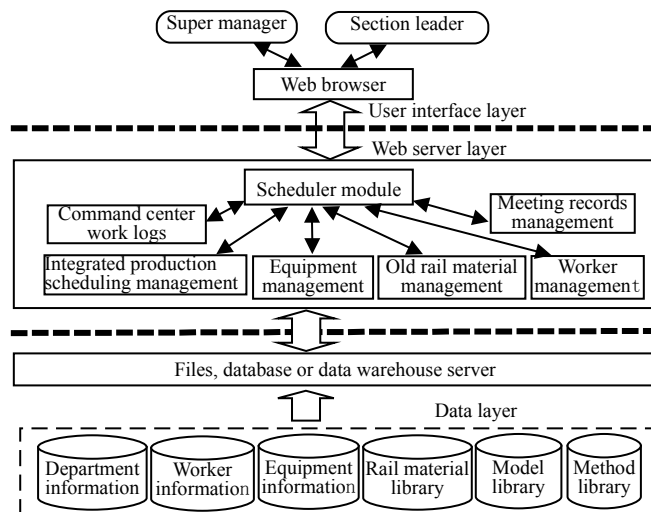 Super manager
Section leader
Web browser
User interface layer
Web server layer
Scheduler module
Command center
work logs
Meeting records
management
Integrated production
scheduling management
Equipment
management
Old rail material
management
Worker
management
Files, database or data warehouse server
Data layer
Department
information
Worker
information
Equipment
information
Rail material
library
Model
library
Method
library